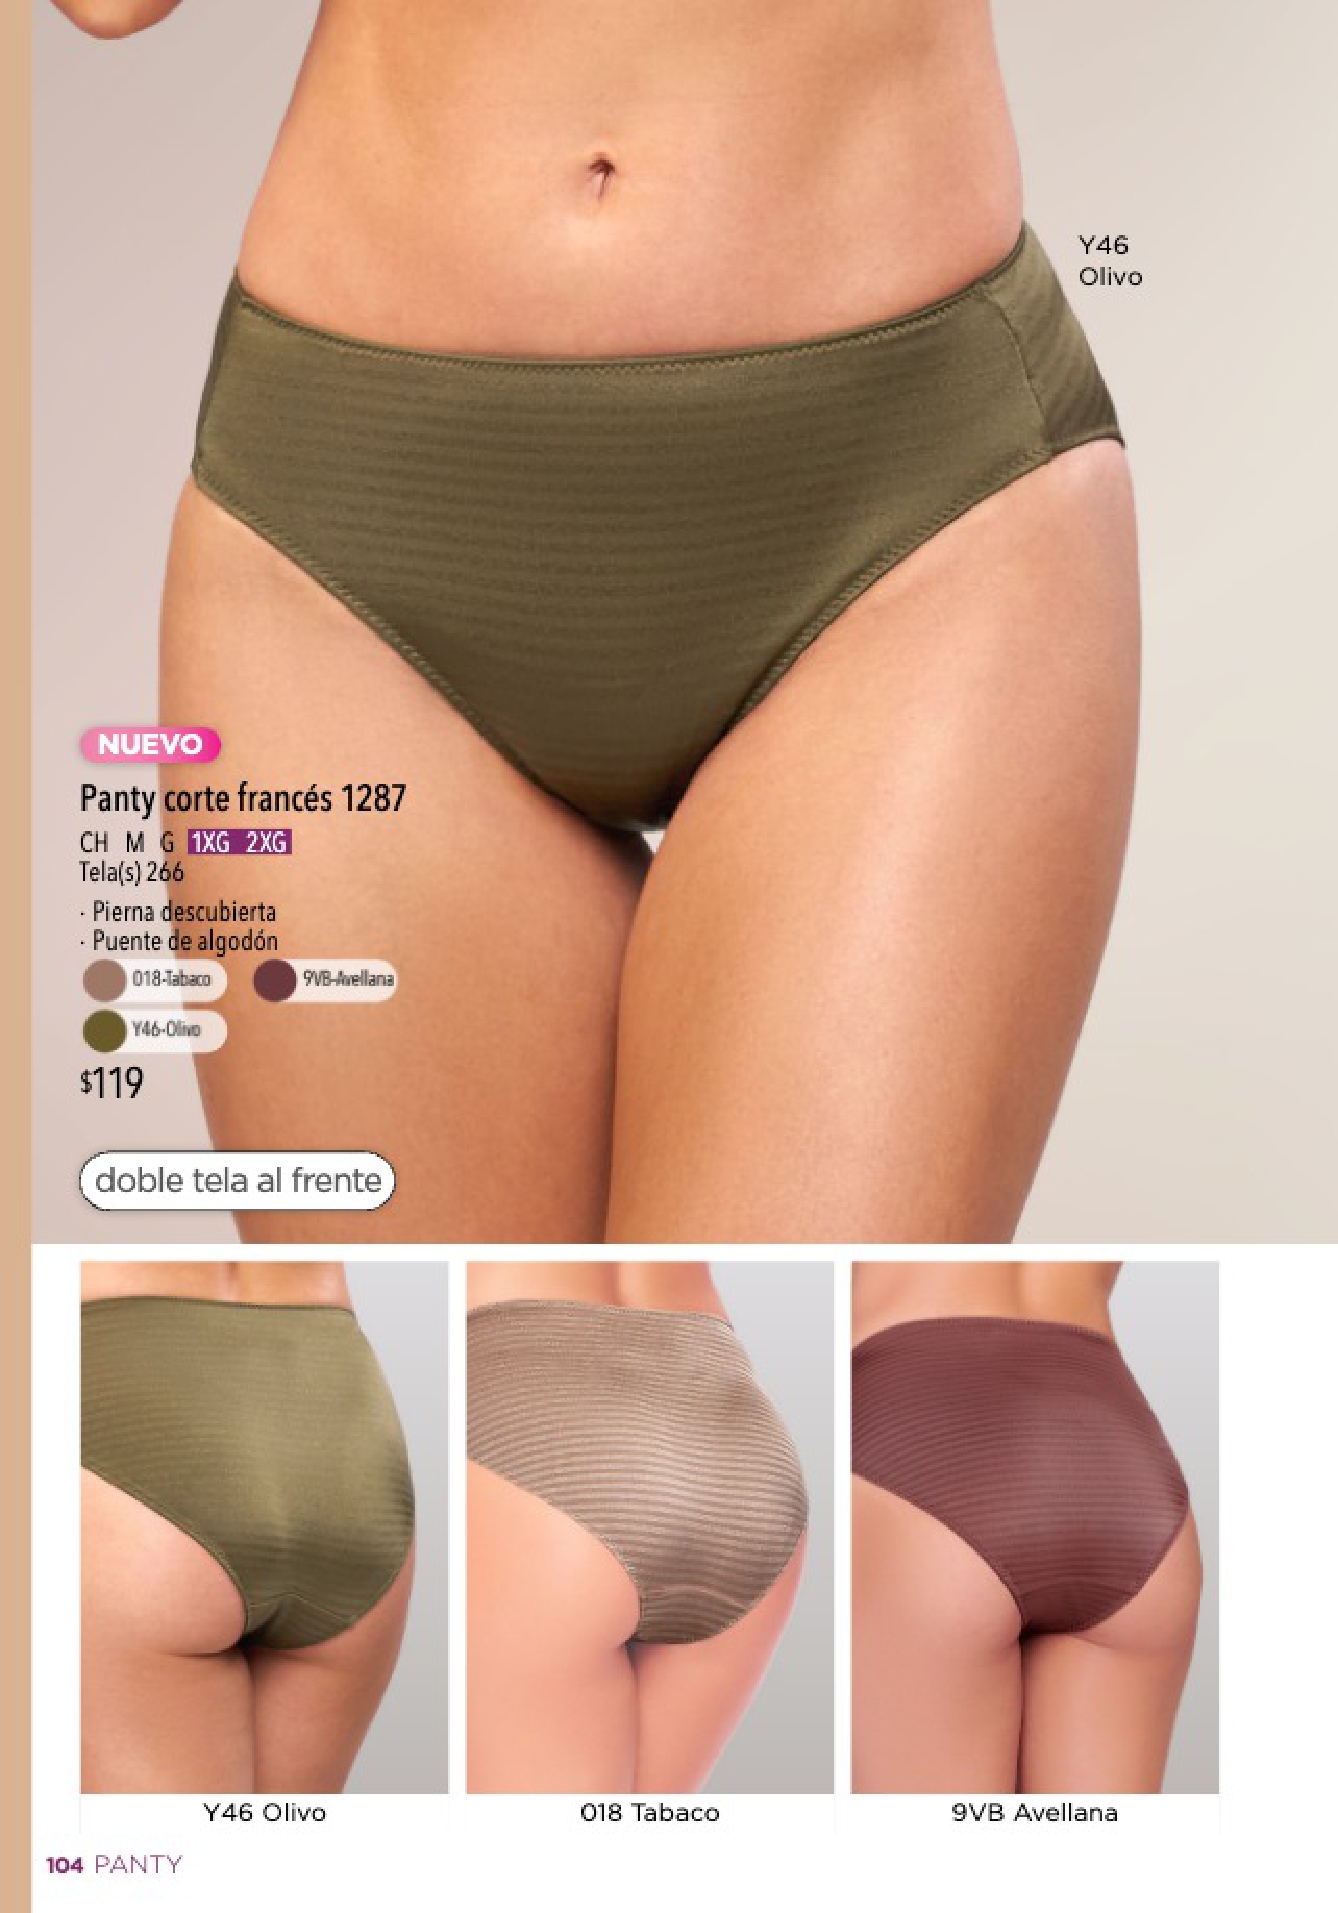 Y46
Olivo
NUEVO
Panty corte francés 1287
CH M G 1XG 2XG
Tela(s) 266
· Pierna descubierta
· Puente de algodón
018-Tabaco 9VB-Avellana
Y46-Olivo
$119
doble tela al frente
Y46 Olivo 018 Tabaco 9VB Avellana
104 PANTY